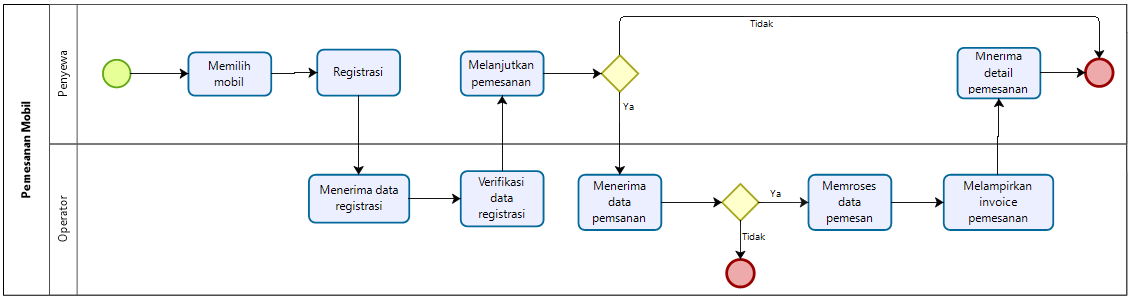 Pemesanan Mobil
Penyewa
Memilih
mobil
Registrasi
Melanjutkan
pemesanan
Tidak
Ya
Mnerima
detail
pemesanan
Operator
Menerima data
registrasi
Verifikasi
data
registrasi
Menerima
data
pemsanan
Ya
Tidak
Memroses
data
pemesan
Melampirkan
invoice
pemesanan